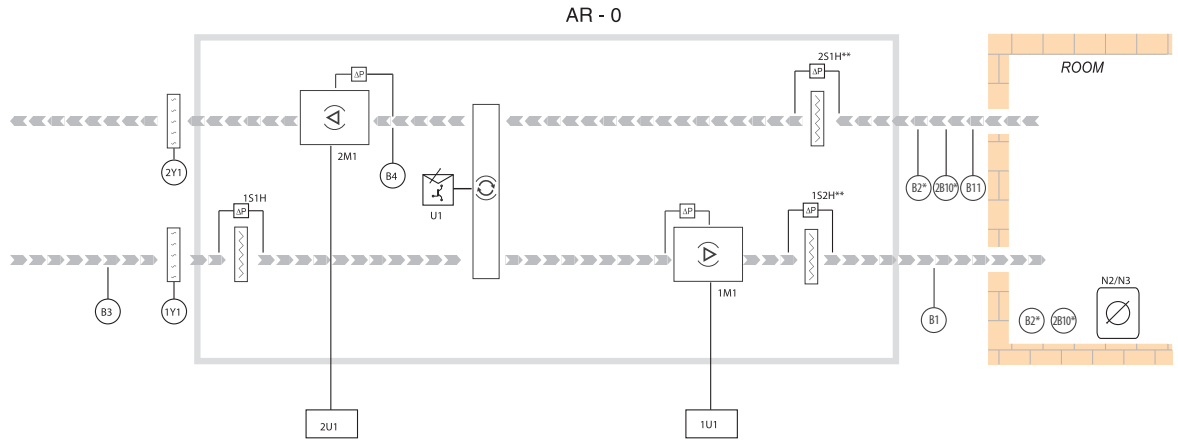 AR - 0
ROOM
2S1H**
ΔP
ΔP
2M1
2Y1
B4
U1
B2*
2B10*
B11
1S1H
ΔP
ΔP
1S2H**
ΔP
1M1
B3
1Y1
B1
N2/N3
B2*
2B10*
2U1
1U1